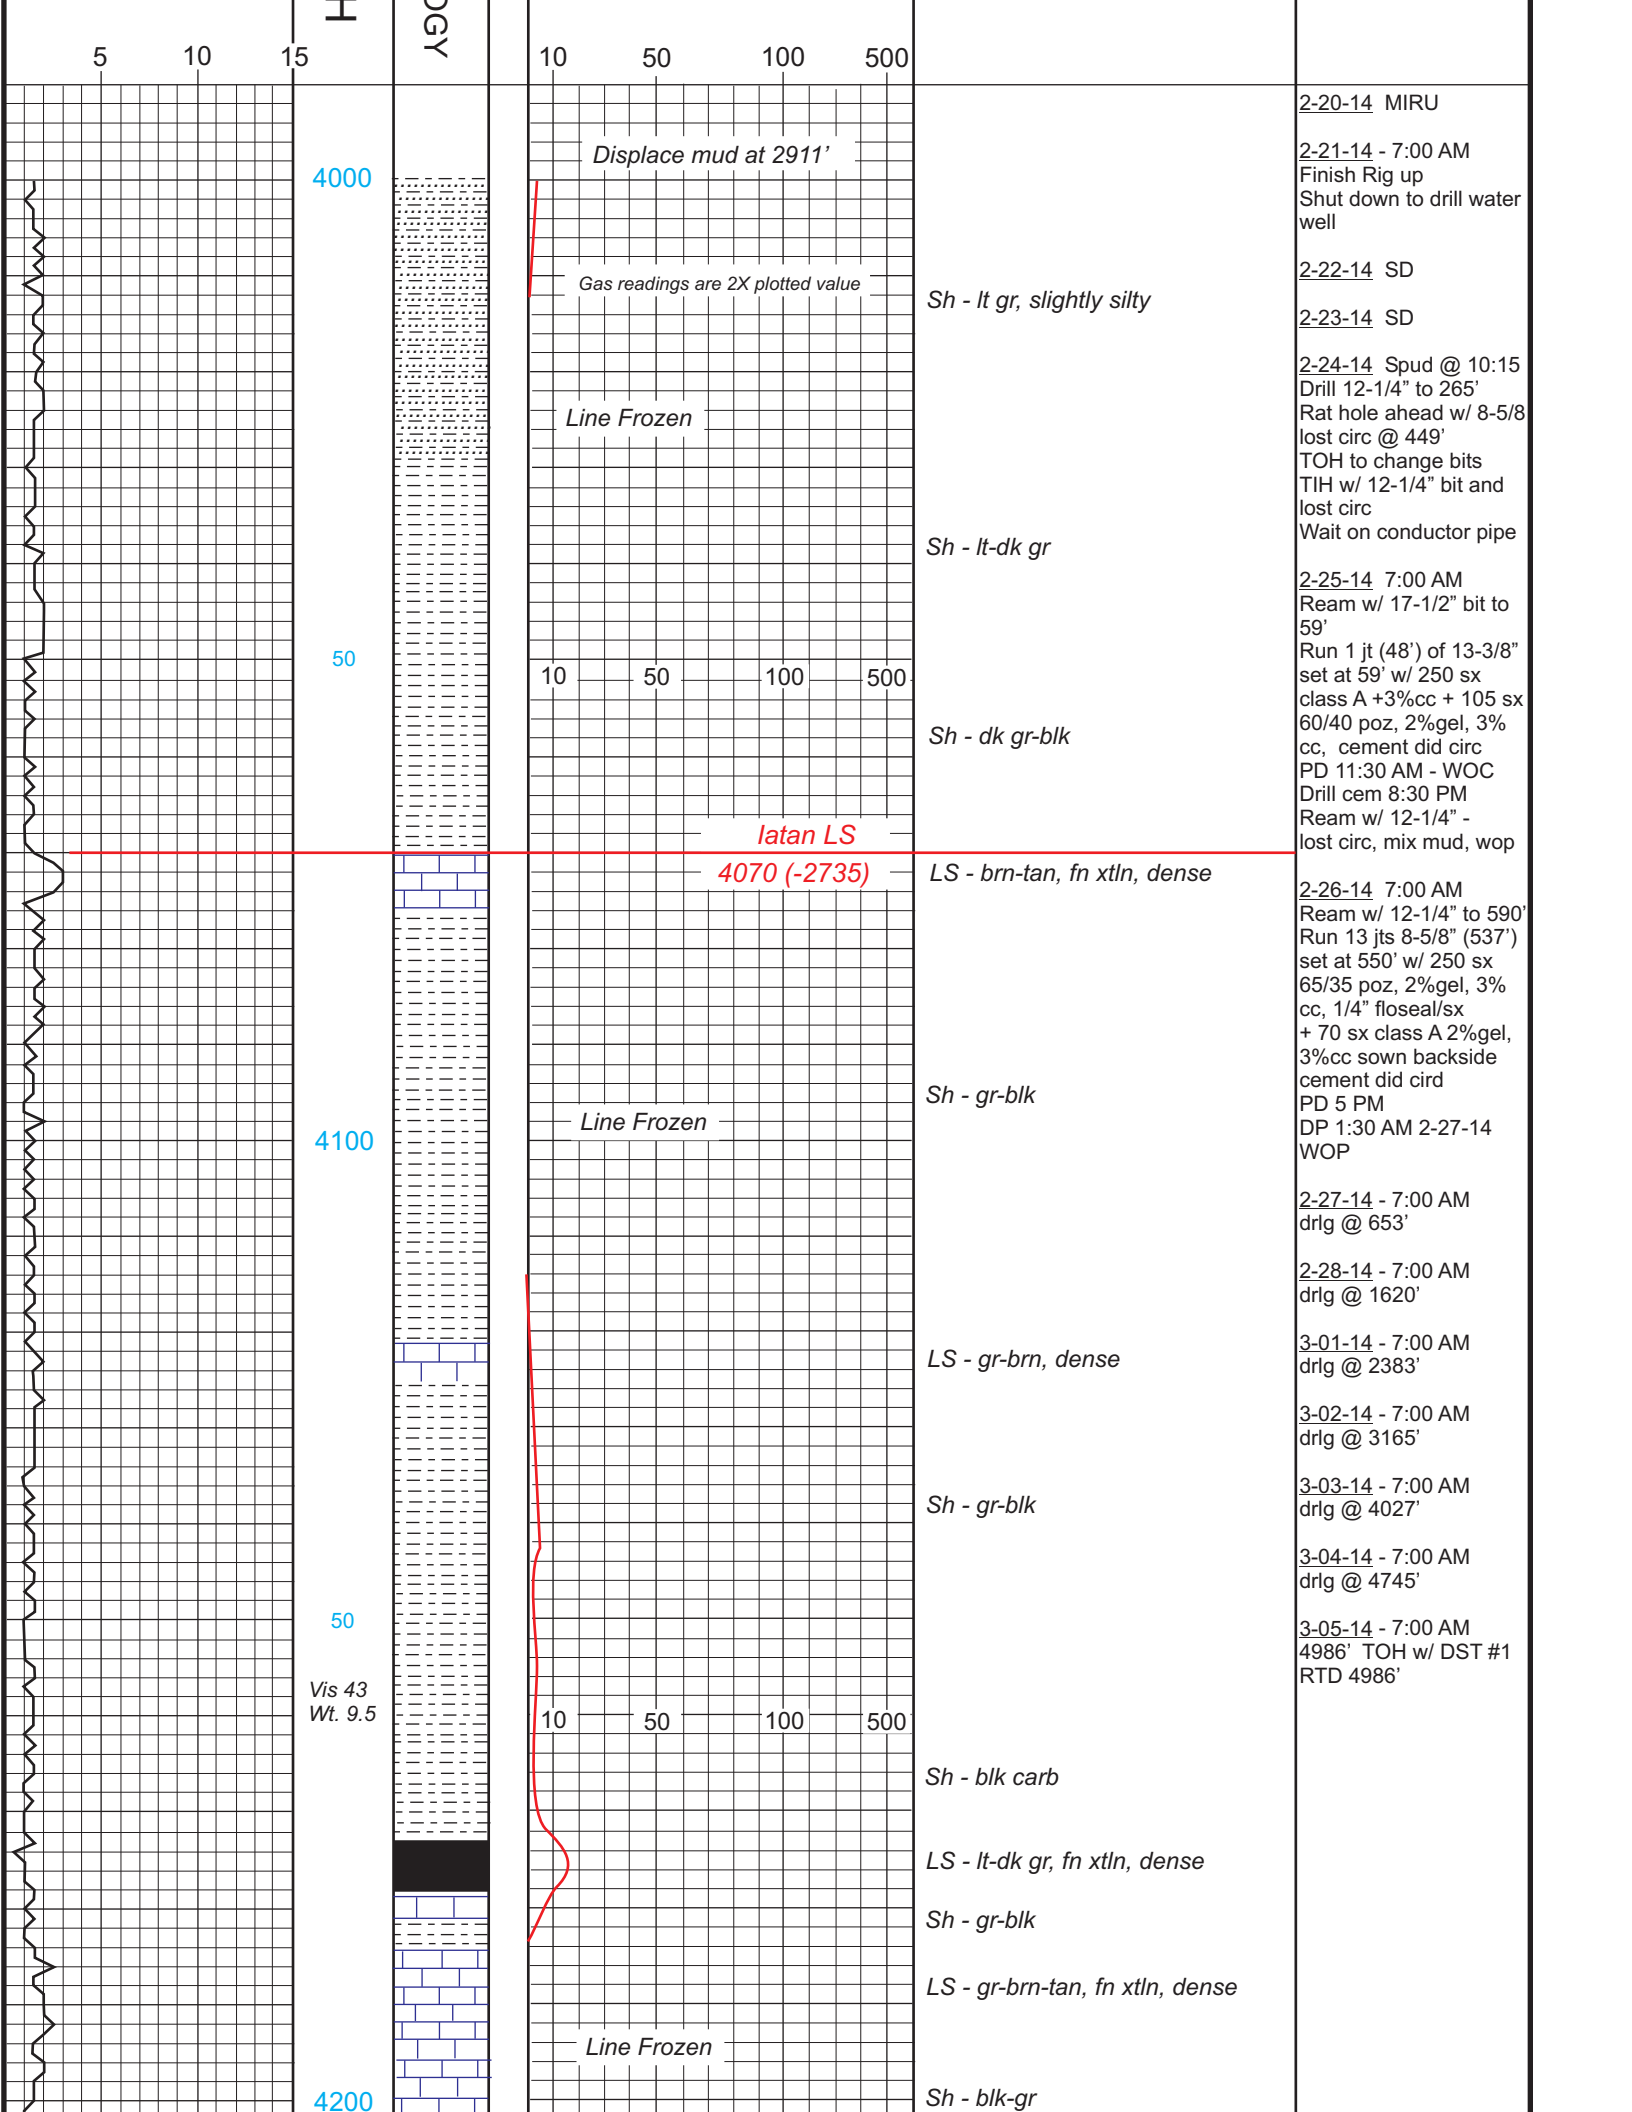 H
OGY
5 10 15 10 50 100 500
Displace mud at 2911’
4000
Gas readings are 2X plotted value
Sh - lt gr, slightly silty
Line Frozen
Sh - lt-dk gr
50
10 50 100 500
Sh - dk gr-blk
Iatan LS
4070 (-2735)
LS - brn-tan, fn xtln, dense
Sh - gr-blk
Line Frozen
4100
LS - gr-brn, dense
Sh - gr-blk
50
Vis 43
Wt. 9.5
10 50 100 500
Sh - blk carb
LS - lt-dk gr, fn xtln, dense
Sh - gr-blk
LS - gr-brn-tan, fn xtln, dense
Line Frozen
Sh - blk-gr
4200
2-20-14 MIRU
2-21-14 - 7:00 AM
Finish Rig up
Shut down to drill water
well
2-22-14 SD
2-23-14 SD
2-24-14 Spud @ 10:15
Drill 12-1/4” to 265’
Rat hole ahead w/ 8-5/8
lost circ @ 449’
TOH to change bits
TIH w/ 12-1/4” bit and
lost circ
Wait on conductor pipe
2-25-14 7:00 AM
Ream w/ 17-1/2” bit to
59’
Run 1 jt (48’) of 13-3/8”
set at 59’ w/ 250 sx
class A +3%cc + 105 sx
60/40 poz, 2%gel, 3%
cc, cement did circ
PD 11:30 AM - WOC
Drill cem 8:30 PM
Ream w/ 12-1/4” -
lost circ, mix mud, wop
2-26-14 7:00 AM
Ream w/ 12-1/4” to 590’
Run 13 jts 8-5/8” (537’)
set at 550’ w/ 250 sx
65/35 poz, 2%gel, 3%
cc, 1/4” floseal/sx
+ 70 sx class A 2%gel,
3%cc sown backside
cement did cird
PD 5 PM
DP 1:30 AM 2-27-14
WOP
2-27-14 - 7:00 AM
drlg @ 653’
2-28-14 - 7:00 AM
drlg @ 1620’
3-01-14 - 7:00 AM
drlg @ 2383’
3-02-14 - 7:00 AM
drlg @ 3165’
3-03-14 - 7:00 AM
drlg @ 4027’
3-04-14 - 7:00 AM
drlg @ 4745’
3-05-14 - 7:00 AM
4986’ TOH w/ DST #1
RTD 4986’